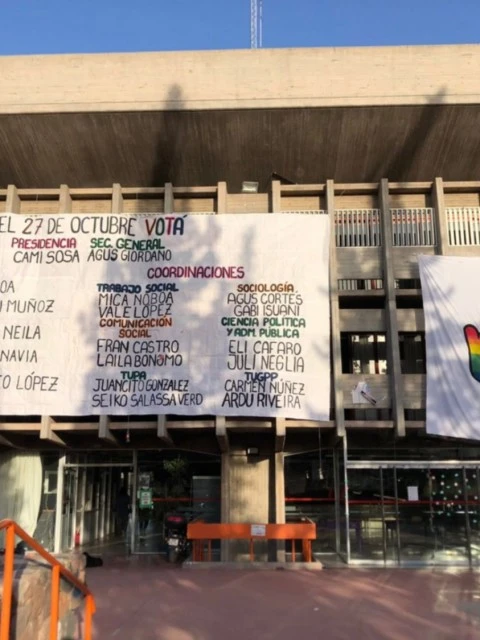 EL 27 DE OCTUBRE VOTÁ
PRESIDENCIA SEC. GENERAL
CAMI SOSA AGUS GIORDANO
COORDINACIONES
OA
MUÑOZ
NEILA
NAVIA
O LÓPEZ
TRABAJO SOCIAL
MICA NOBOA
VALE LÓPEZ
COMUNICACIÓN
SOCIAL
FRAN CASTRO
LAILA BONOMO
TUPA
JUANCITO GONZALEZ
SEIKO SALASSA VERD
SOCIOLOGÍA
AGUS CORTES
GABI ISUANI
CIENCIA POLÍTICA
Y ADM. PÚBLICA
ELI CAFARO
JULI NEGLIA
TUGPP
CARMEN NÚÑEZ
ARDU RIVEIRA